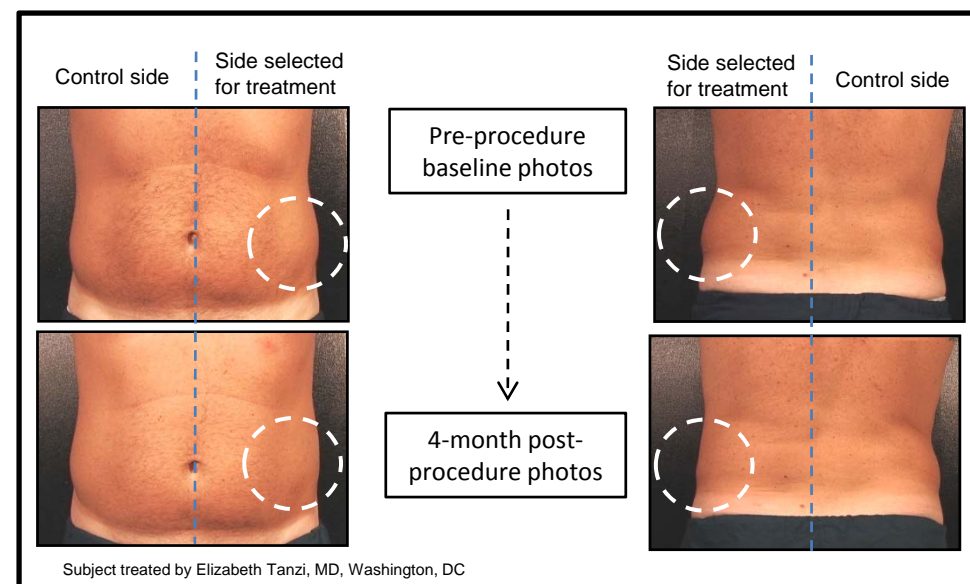 Control side
Side selected
for treatment
Pre-procedure
baseline photos
4-month post-
procedure photos
Side selected
for treatment
Control side
Subject treated by Elizabeth Tanzi, MD, Washington, DC